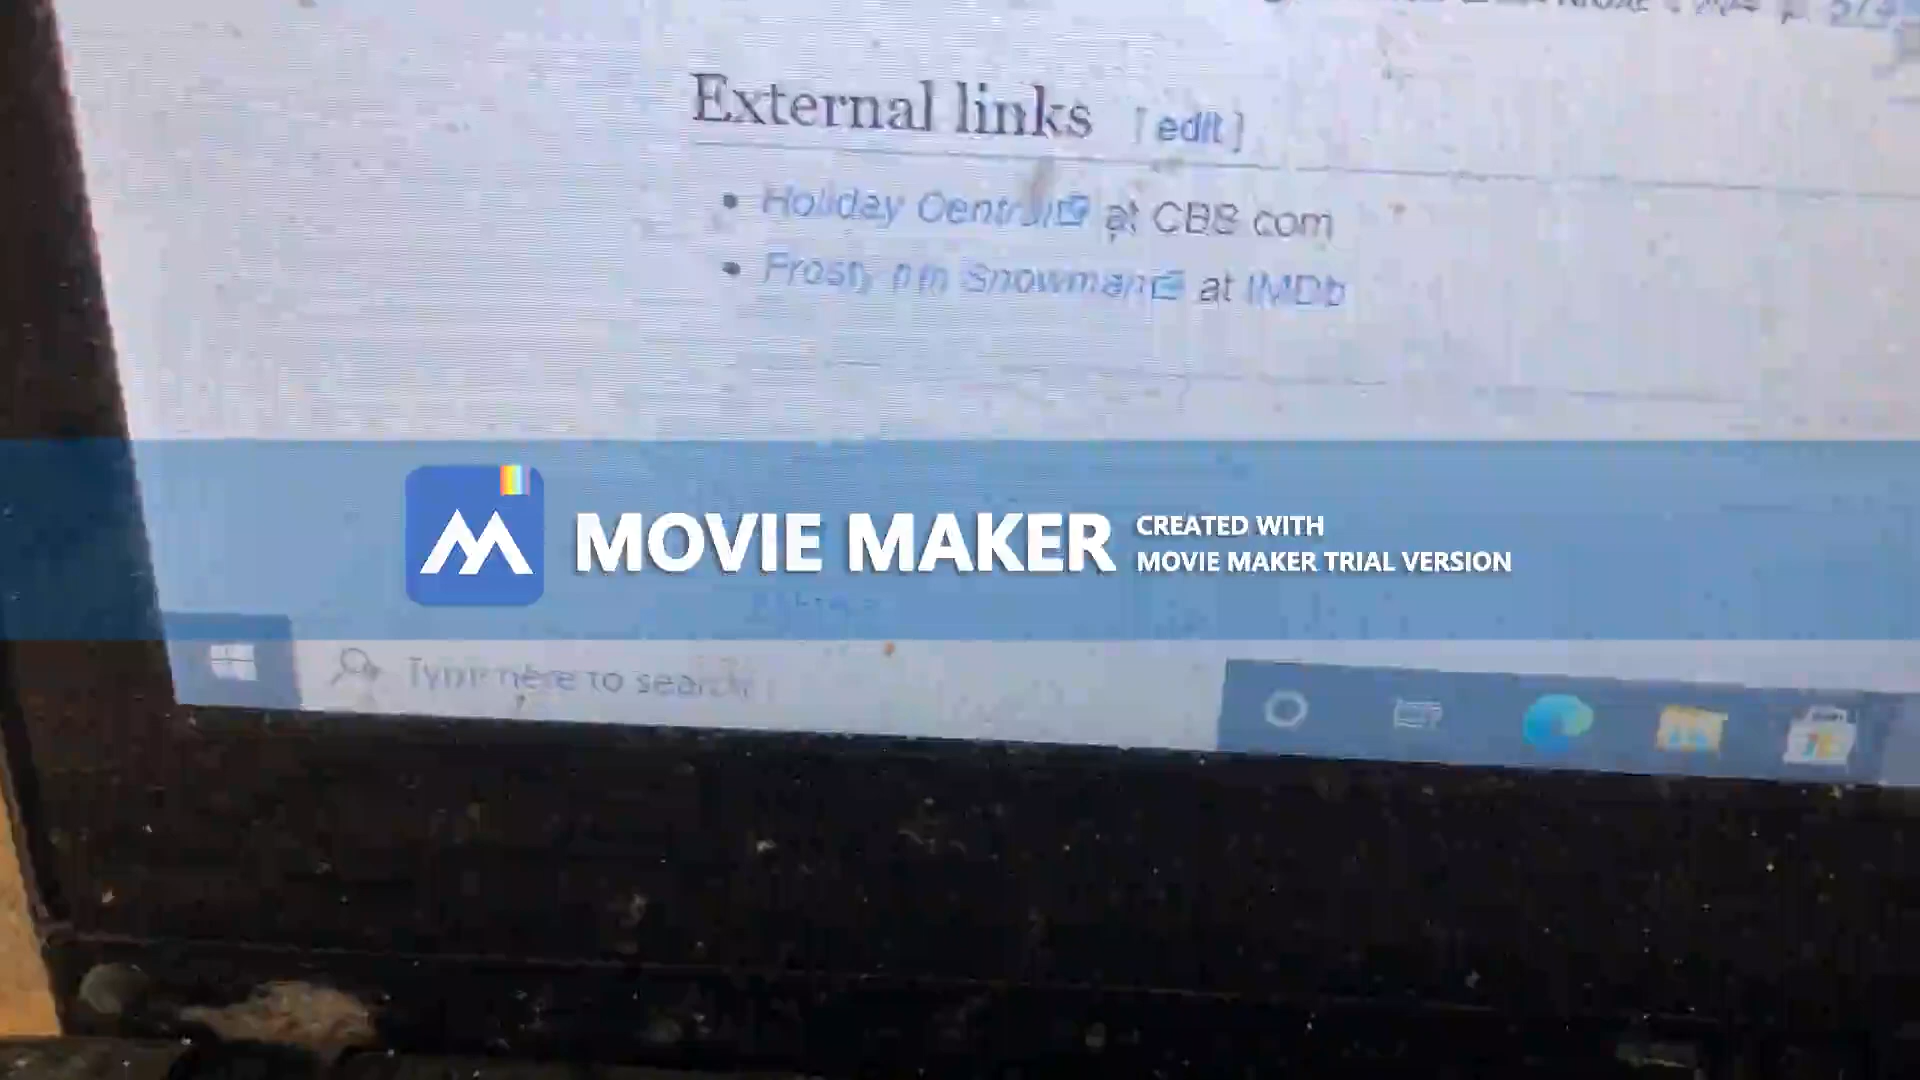 External links [ edit ]
Holiday Central at CBS com
Frosty Snowman at IMDb
MOVIE MAKER
CREATED WITH
MOVIE MAKER TRIAL VERSION
Type here to search